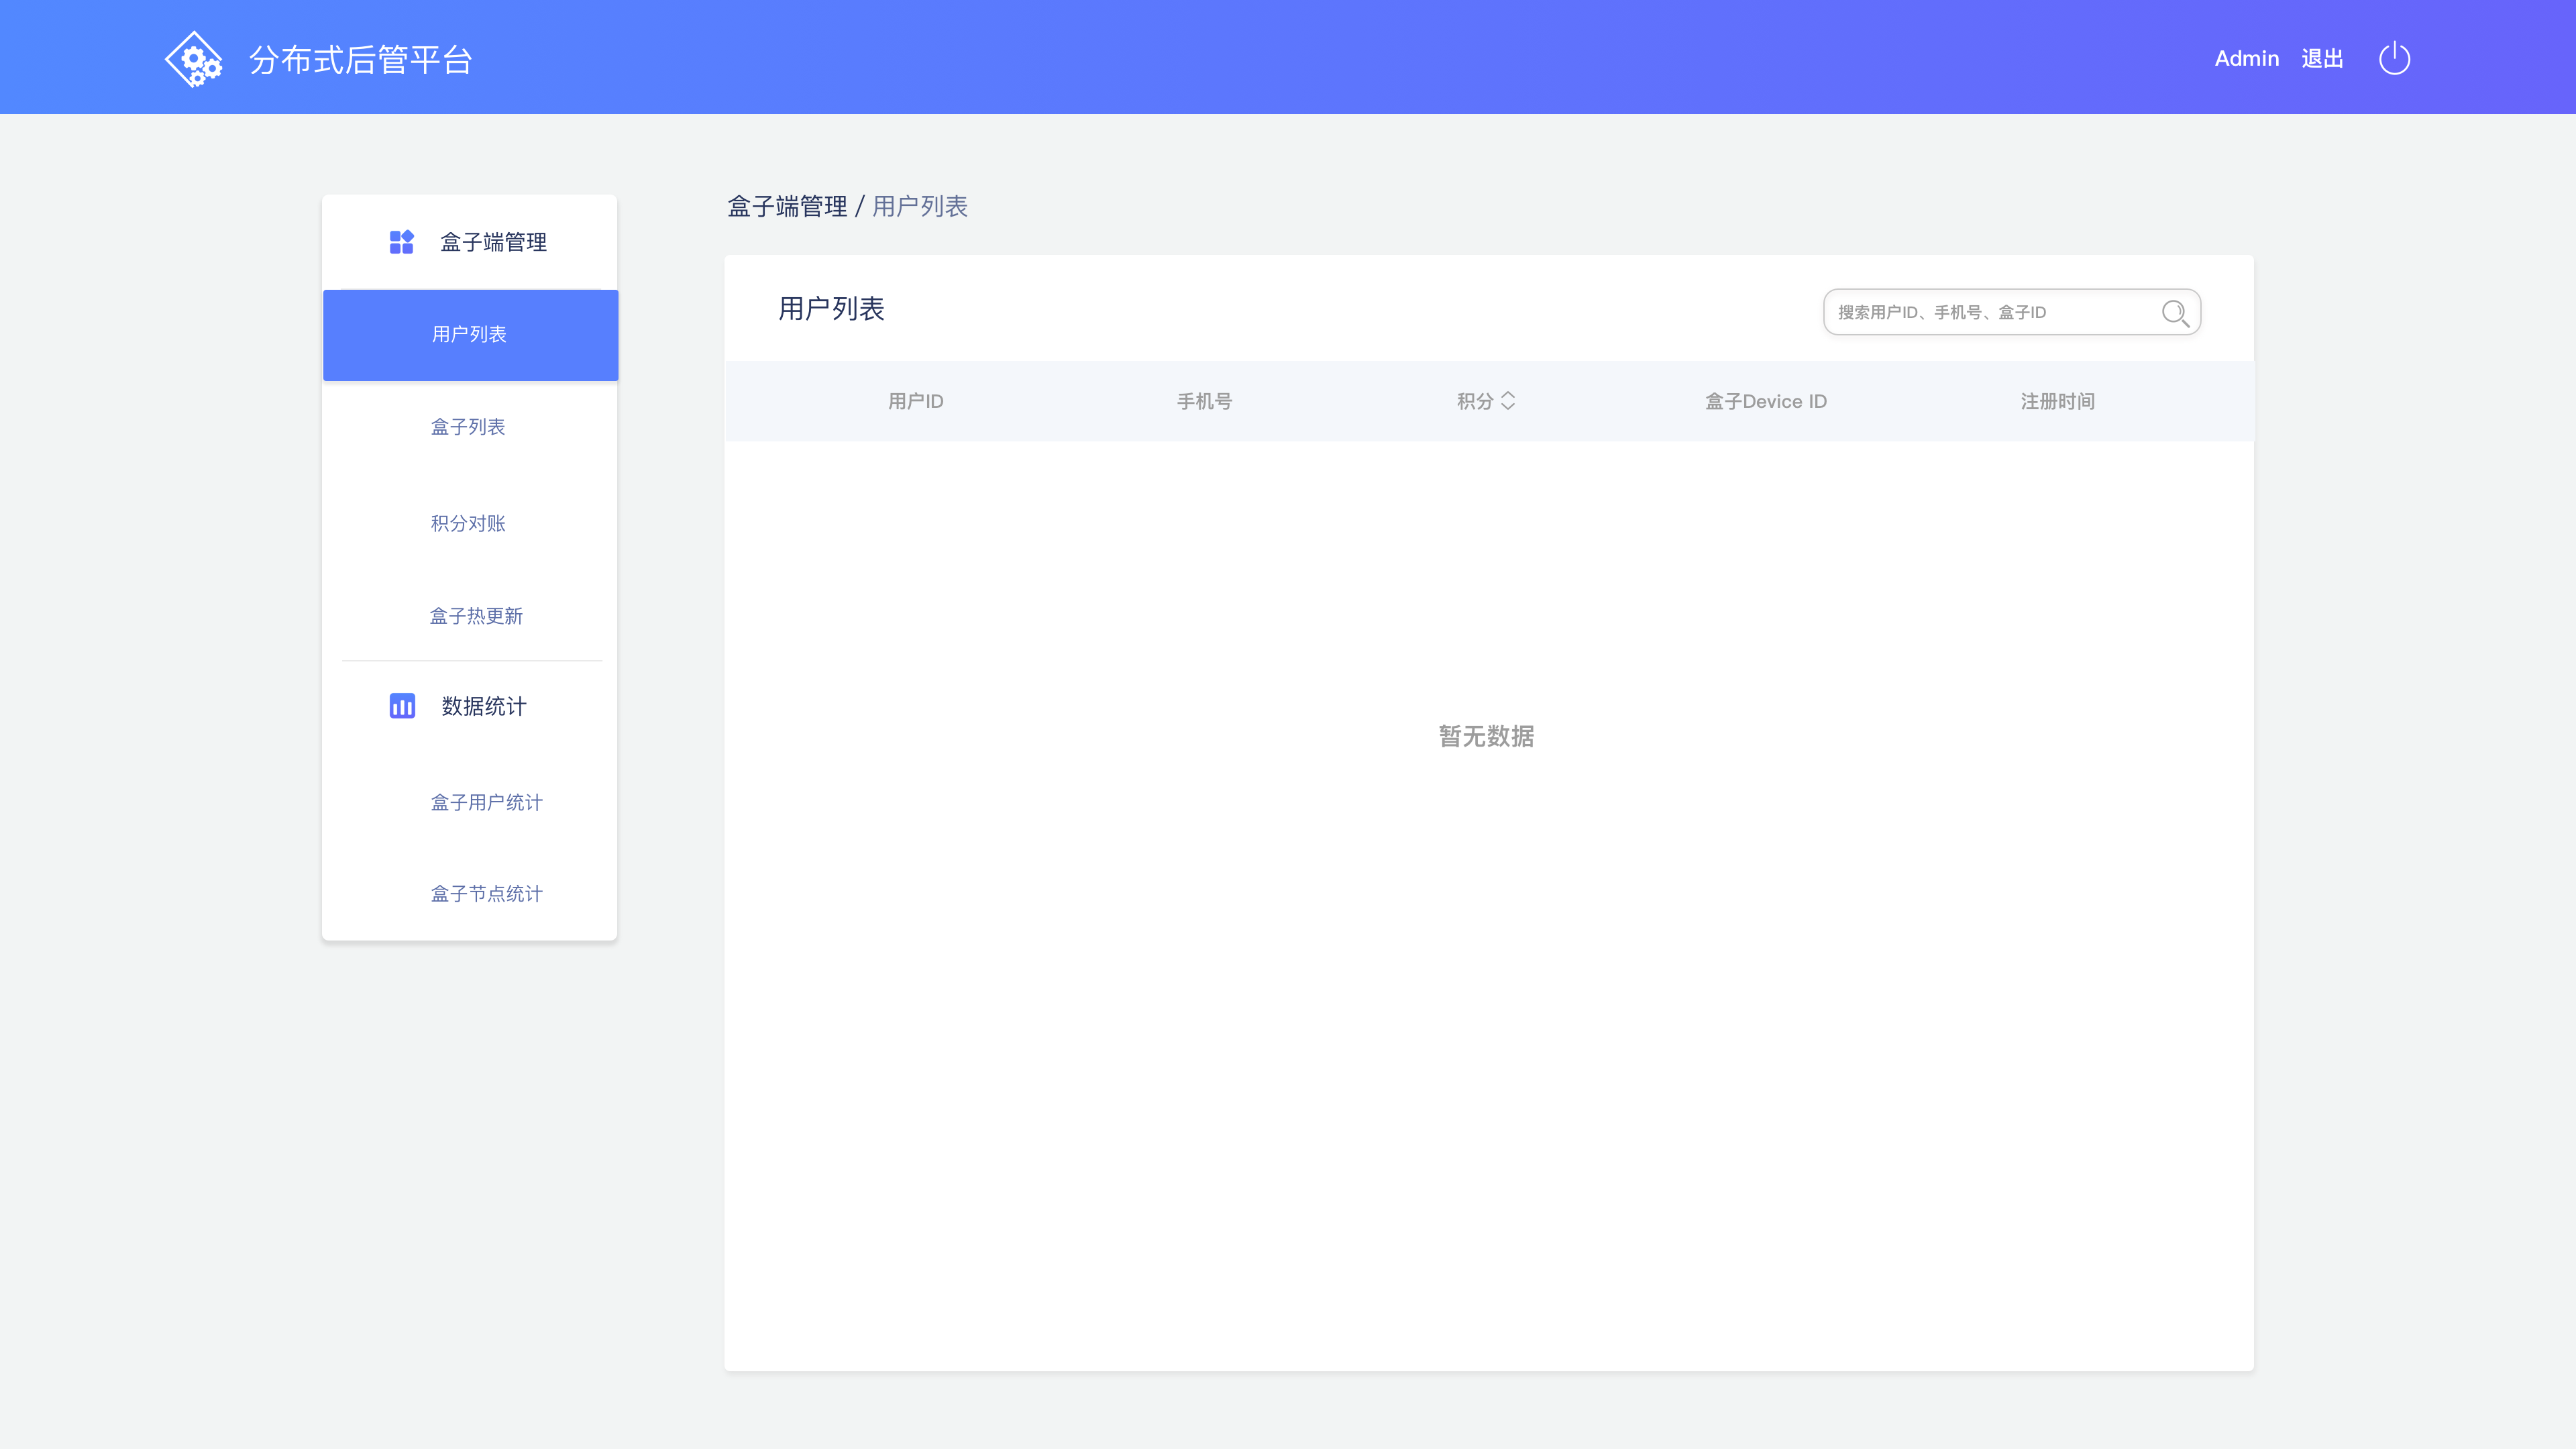 分布式后管平台
Admin 退出
盒子端管理
用户列表
盒子列表
积分对账
盒子热更新
数据统计
盒子用户统计
盒子节点统计
盒子端管理 / 用户列表
用户列表
搜索用户ID、手机号、盒子ID
用户ID 手机号 积分 盒子Device ID 注册时间
暂无数据